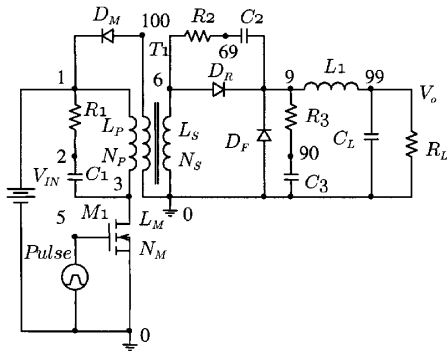 D_M 100 R_2 C_2
T_1 69
1 6 D_R 9 L_1 99 V_o
R_1 L_P L_S R_3
D_F C_L R_L
2 N_P N_S 90
V_IN C_1 3 C_3
5 M_1 L_M 0
Pulse N_M
0